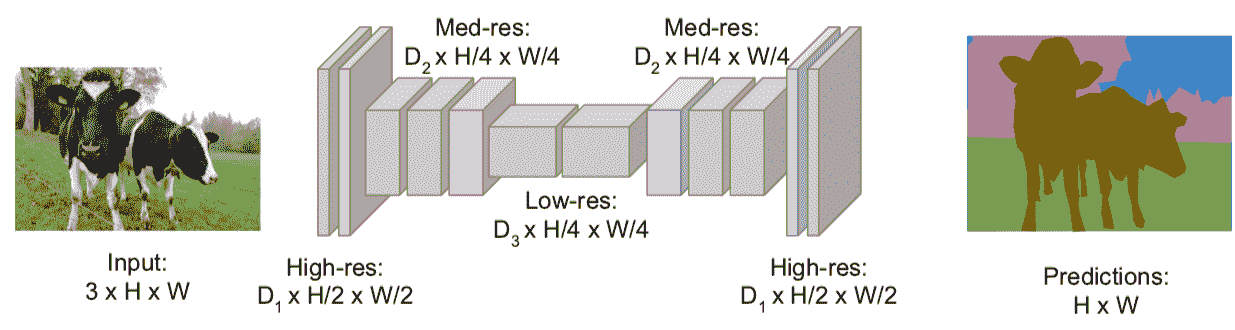 Med-res:
D₂ x H/4 x W/4
Med-res:
D₂ x H/4 x W/4
Low-res:
D₃ x H/4 x W/4
Input:
3 x H x W
High-res:
D₁ x H/2 x W/2
High-res:
D₁ x H/2 x W/2
Predictions:
H x W